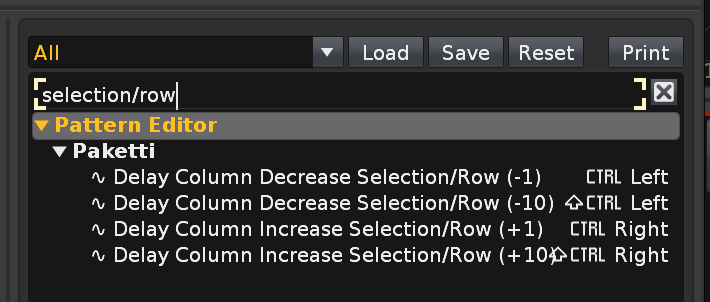 All Load Save Reset Print
selection/row
Pattern Editor
Paketti
Delay Column Decrease Selection/Row (-1) CTRL Left
Delay Column Decrease Selection/Row (-10) CTRL Left
Delay Column Increase Selection/Row (+1) CTRL Right
Delay Column Increase Selection/Row (+10) CTRL Right